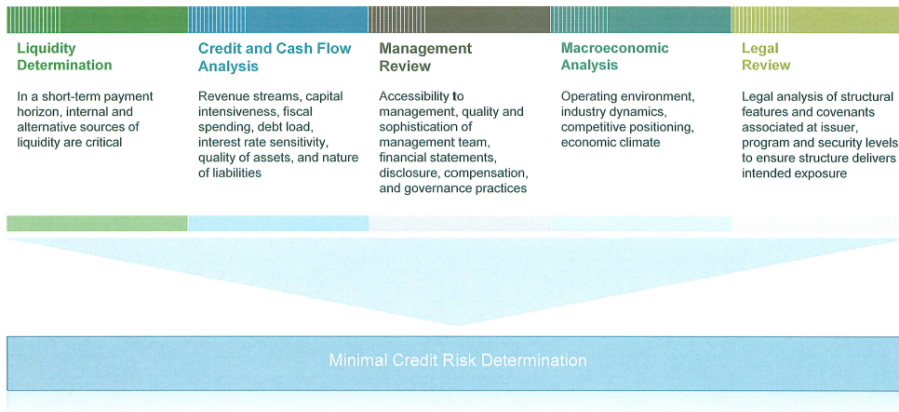 Liquidity
Determination
In a short-term payment
horizon, internal and
alternative sources of
liquidity are critical
Credit and Cash Flow
Analysis
Revenue streams, capital
intensiveness, fiscal
spending, debt load,
interest rate sensitivity,
quality of assets, and nature
of liabilities
Management
Review
Accessibility to
management, quality and
sophistication of
management team,
financial statements,
disclosure, compensation,
and governance practices
Macroeconomic
Analysis
Operating environment,
industry dynamics,
competitive positioning,
economic climate
Legal
Review
Legal analysis of structural
features and covenants
associated at issuer,
program and security levels
to ensure structure delivers
intended exposure
Minimal Credit Risk Determination